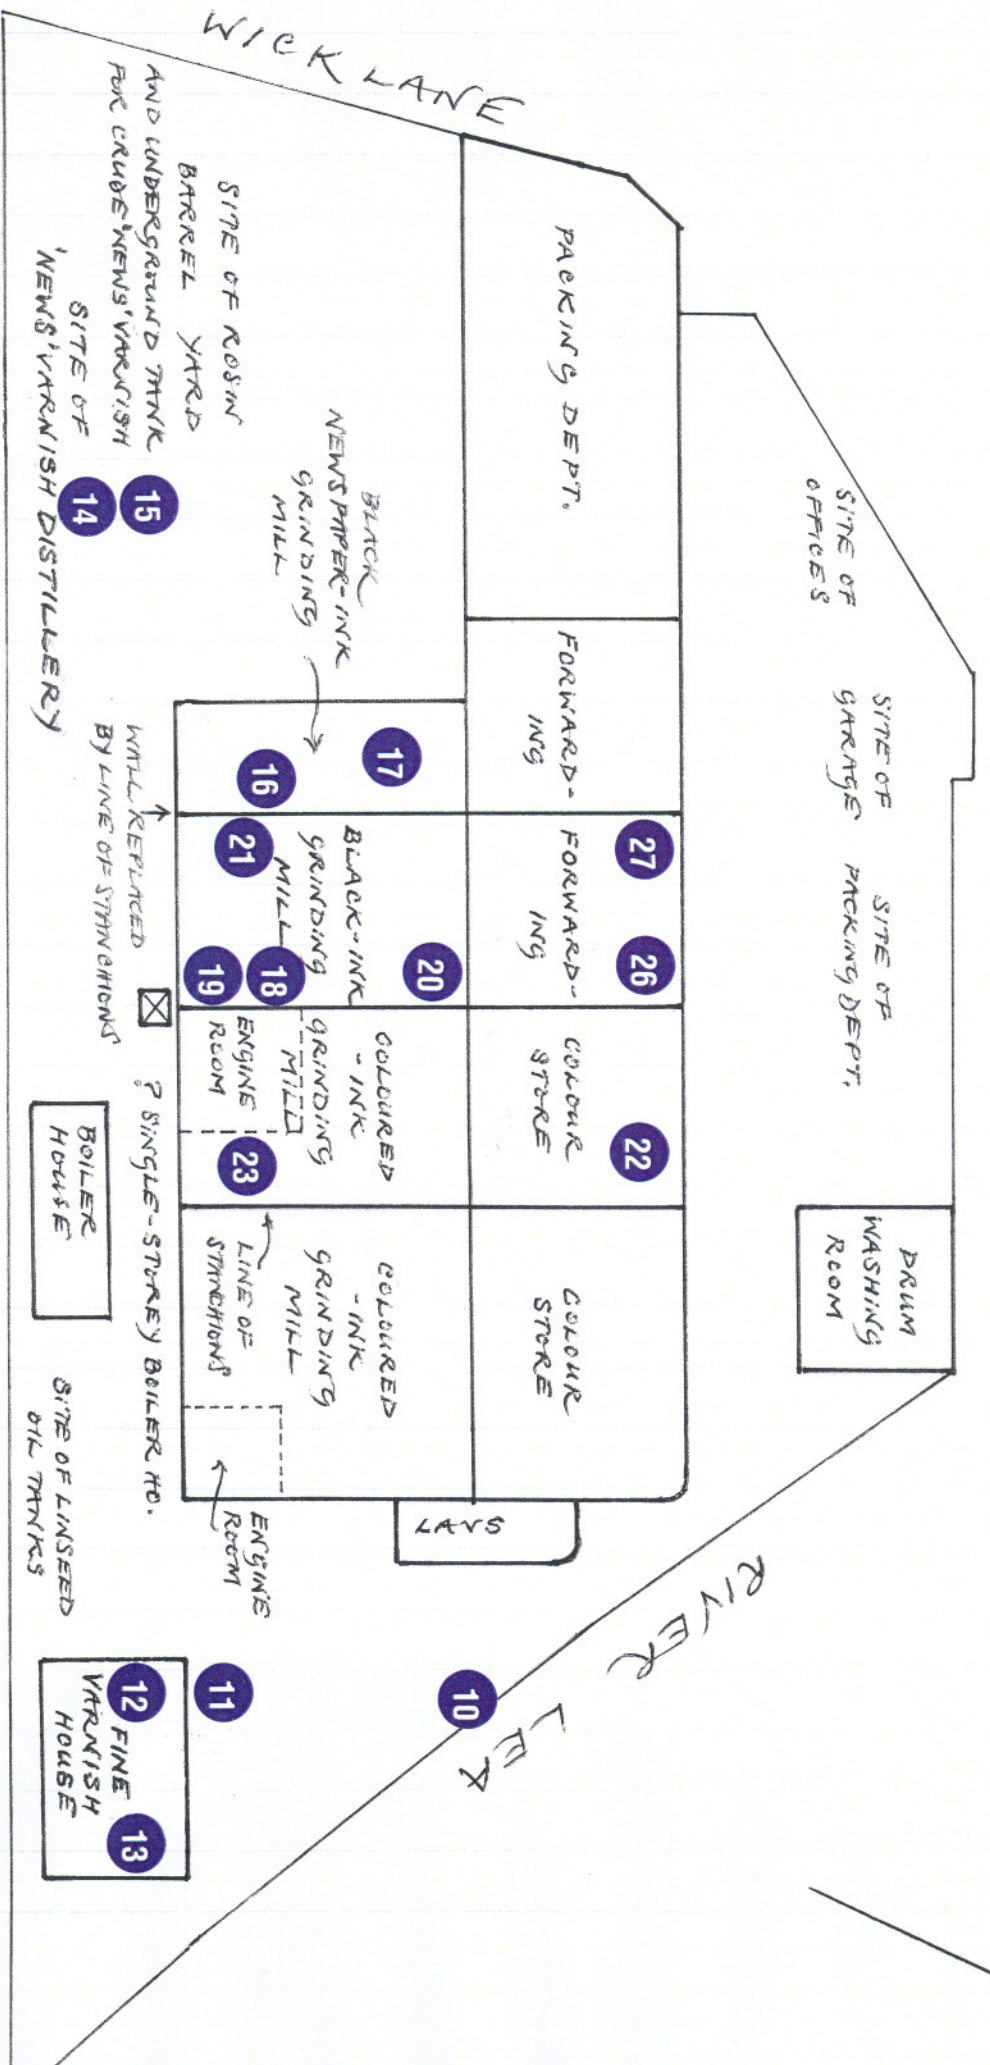 WICK LANE
SITE OF
OFFICES
SITE OF
GARAGE
SITE OF
PACKING DEPT.
DRUM
WASHING
ROOM
RIVER LEA
PACKING DEPT.
FORWARD-
ING
FORWARD-
ING
27
26
COLOUR
STORE
22
COLOUR
STORE
LAVS
BLACK
NEWSPAPER-INK
GRINDING
MILL
17
16
BLACK-INK
GRINDING
MILL
20
21
18
19
COLOURED
-INK
GRINDING
MILL
ENGINE
ROOM
23
COLOURED
-INK
GRINDING
MILL
LINE OF
STANCHIONS
ENGINE
ROOM
10
SITE OF ROSIN
BARREL YARD
AND UNDERGROUND TANK
FOR CRUDE 'NEWS' VARNISH
15
SITE OF
'NEWS' VARNISH DISTILLERY
14
WALL REPLACED
BY LINE OF STANCHIONS
? SINGLE-STOREY BOILER HO.
BOILER
HOUSE
SITE OF LINSEED
OIL TANKS
11
12
FINE
VARNISH
HOUSE
13